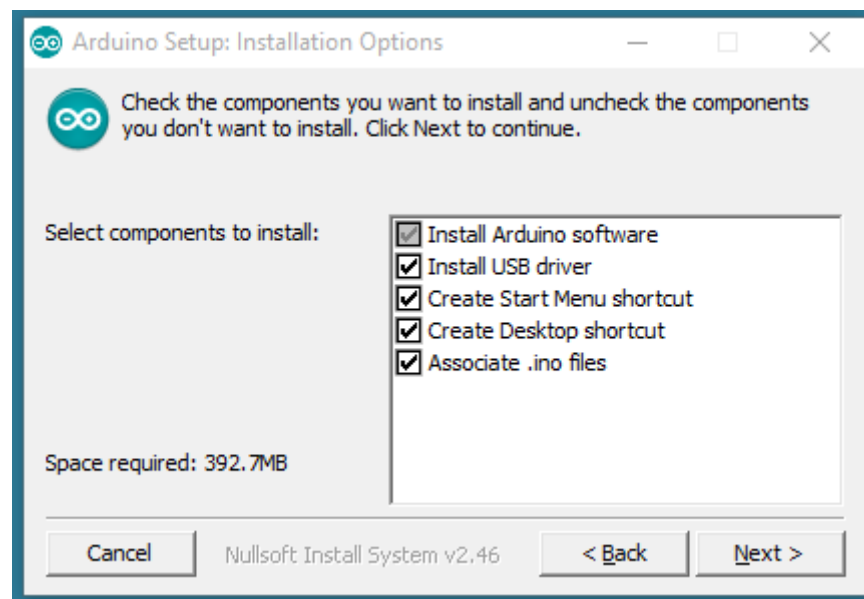 Arduino Setup: Installation Options
Check the components you want to install and uncheck the components
you don't want to install. Click Next to continue.
Select components to install:
Install Arduino software
Install USB driver
Create Start Menu shortcut
Create Desktop shortcut
Associate .ino files
Space required: 392.7MB
Cancel
Nullsoft Install System v2.46
< Back
Next >